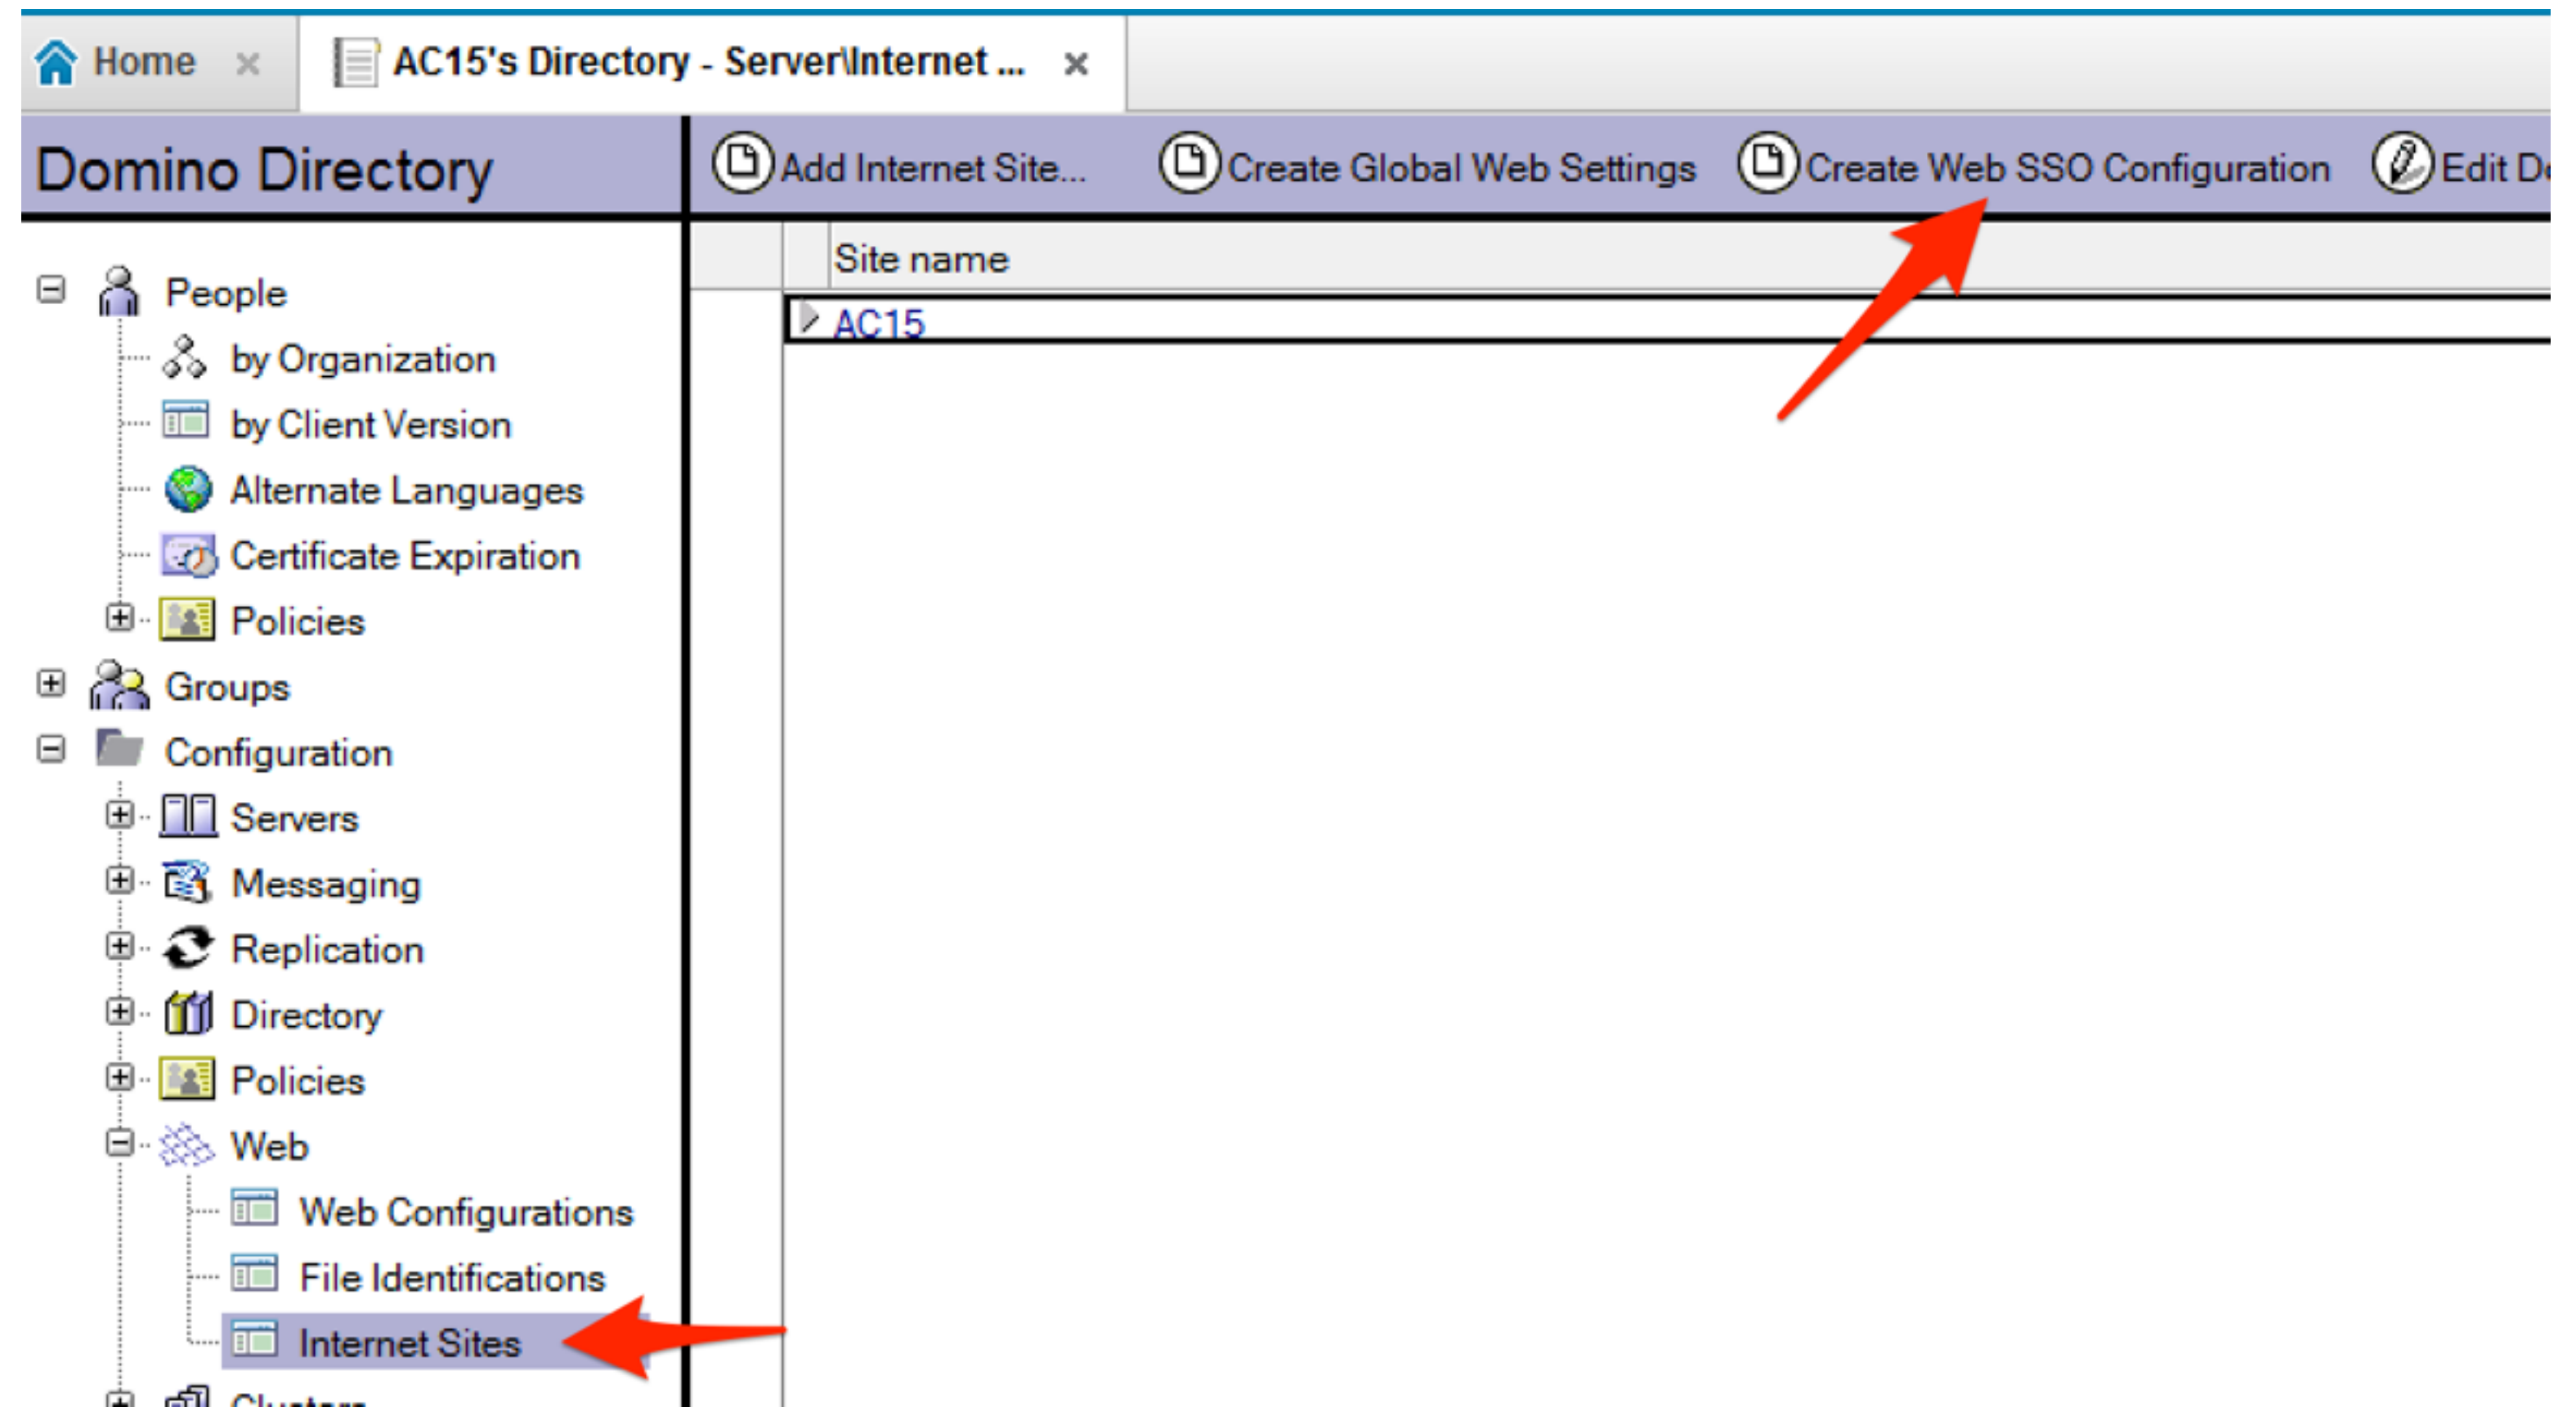 Home
AC15's Directory - Server\Internet ...
Domino Directory
Add Internet Site...
Create Global Web Settings
Create Web SSO Configuration
Edit
Site name
AC15
People
by Organization
by Client Version
Alternate Languages
Certificate Expiration
Policies
Groups
Configuration
Servers
Messaging
Replication
Directory
Policies
Web
Web Configurations
File Identifications
Internet Sites
Clusters